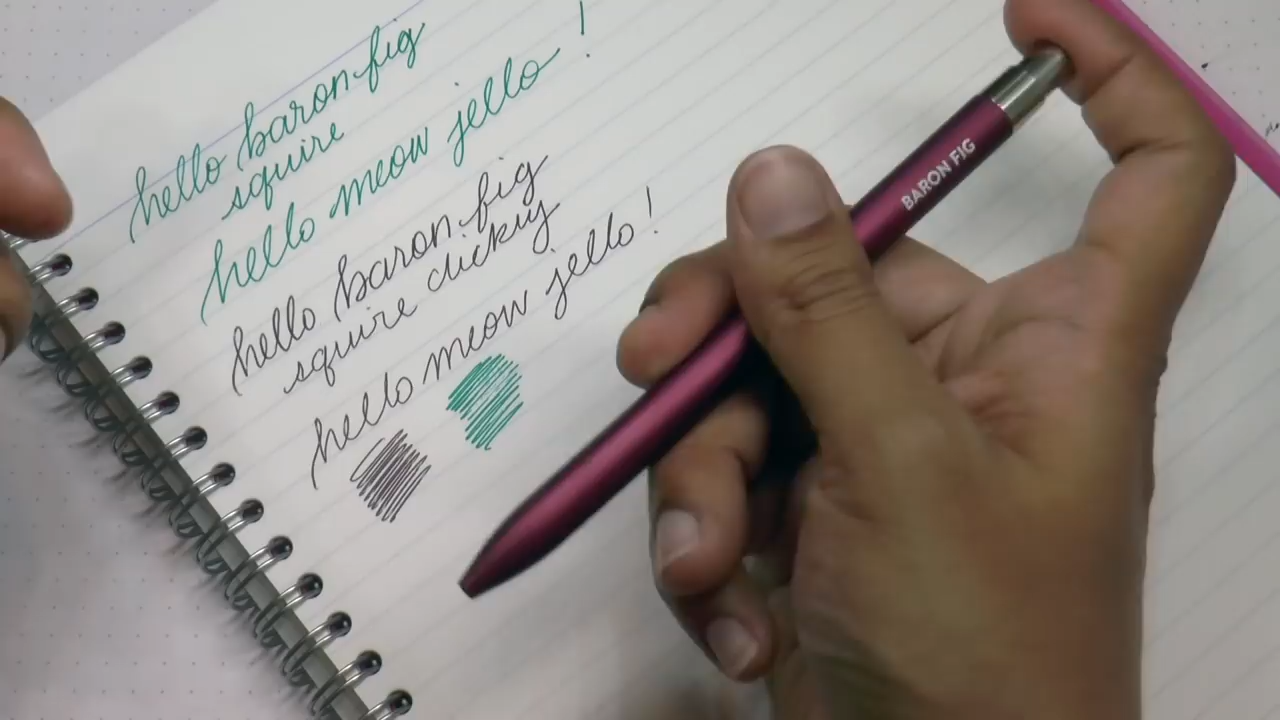 hello baron fig
squire
hello meow jello!
hello baron fig
squire clicky
hello meow jello!
BARON FIG